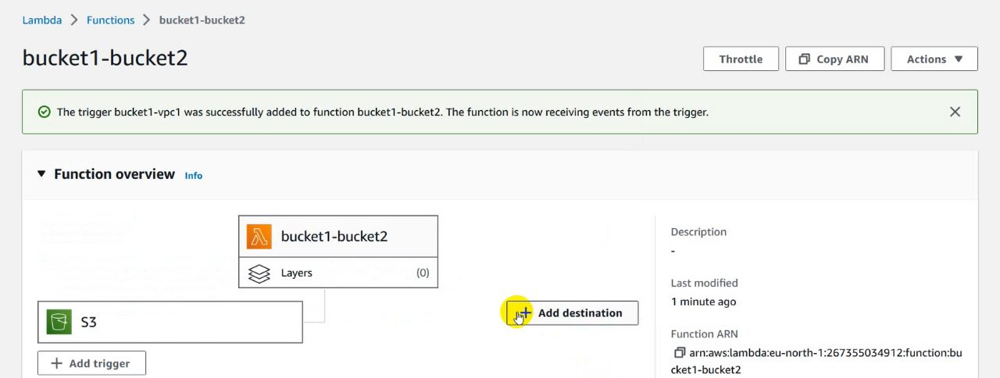 Lambda > Functions > bucket1-bucket2
bucket1-bucket2
Throttle
Copy ARN
Actions
The trigger bucket1-vpc1 was successfully added to function bucket1-bucket2. The function is now receiving events from the trigger.
Function overview Info
bucket1-bucket2
Layers (0)
S3
Add destination
Add trigger
Description
-
Last modified
1 minute ago
Function ARN
arn:aws:lambda:eu-north-1:267355034912:function:bu
cket1-bucket2